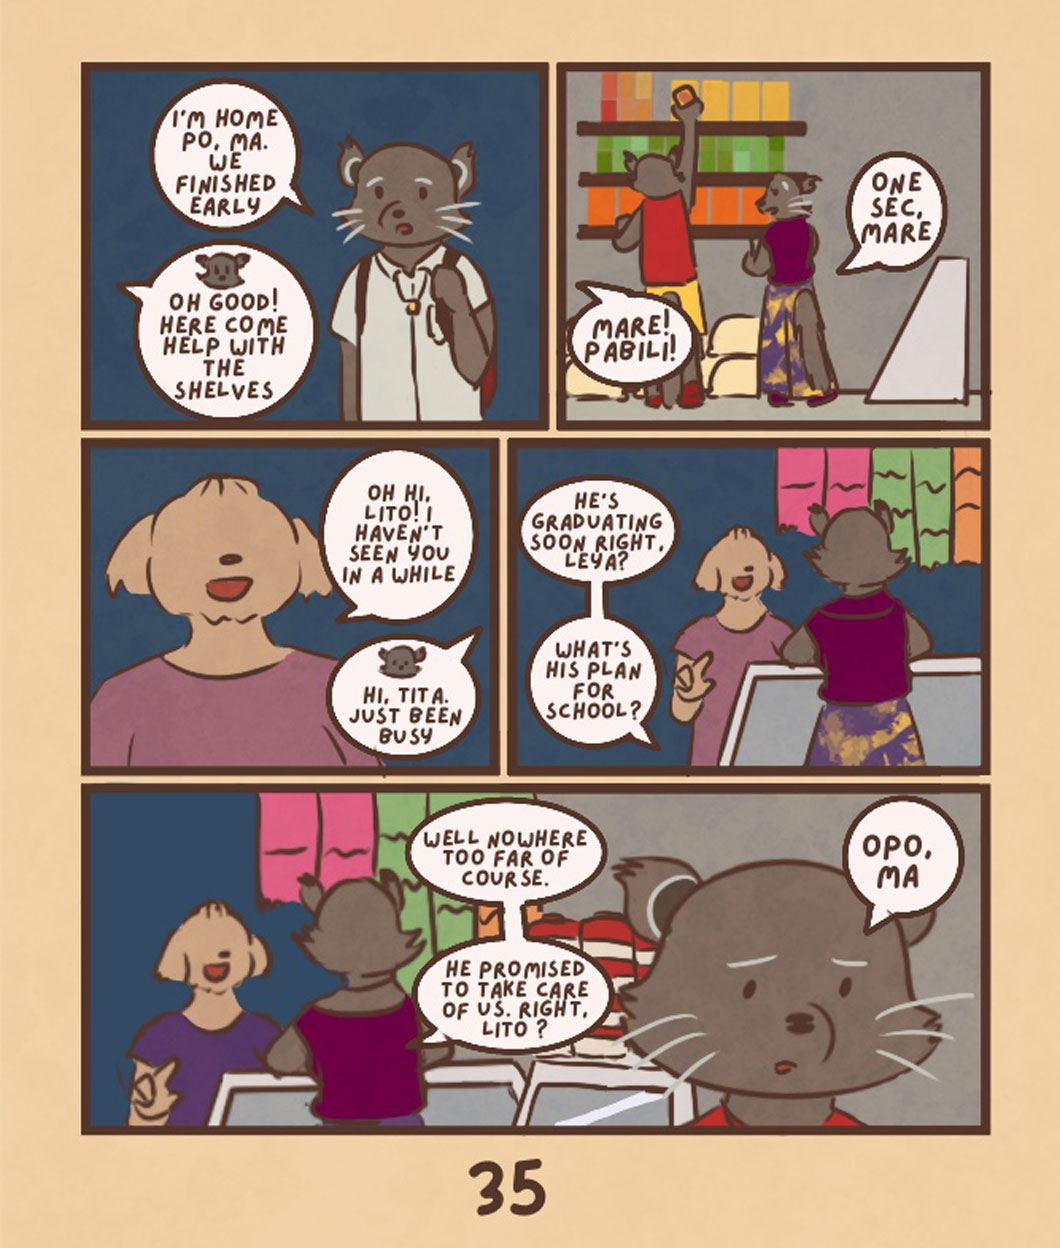 I'M HOME
PO, MA.
WE
FINISHED
EARLY
OH GOOD!
HERE COME
HELP WITH
THE
SHELVES
MARE!
PABILI!
ONE
SEC,
MARE
OH HI,
LITO! I
HAVEN'T
SEEN YOU
IN A WHILE
HI, TITA.
JUST BEEN
BUSY
HE'S
GRADUATING
SOON RIGHT,
LEYA?
WHAT'S
HIS PLAN
FOR
SCHOOL?
WELL NOWHERE
TOO FAR OF
COURSE.
HE PROMISED
TO TAKE CARE
OF US. RIGHT,
LITO?
OPO,
MA
35